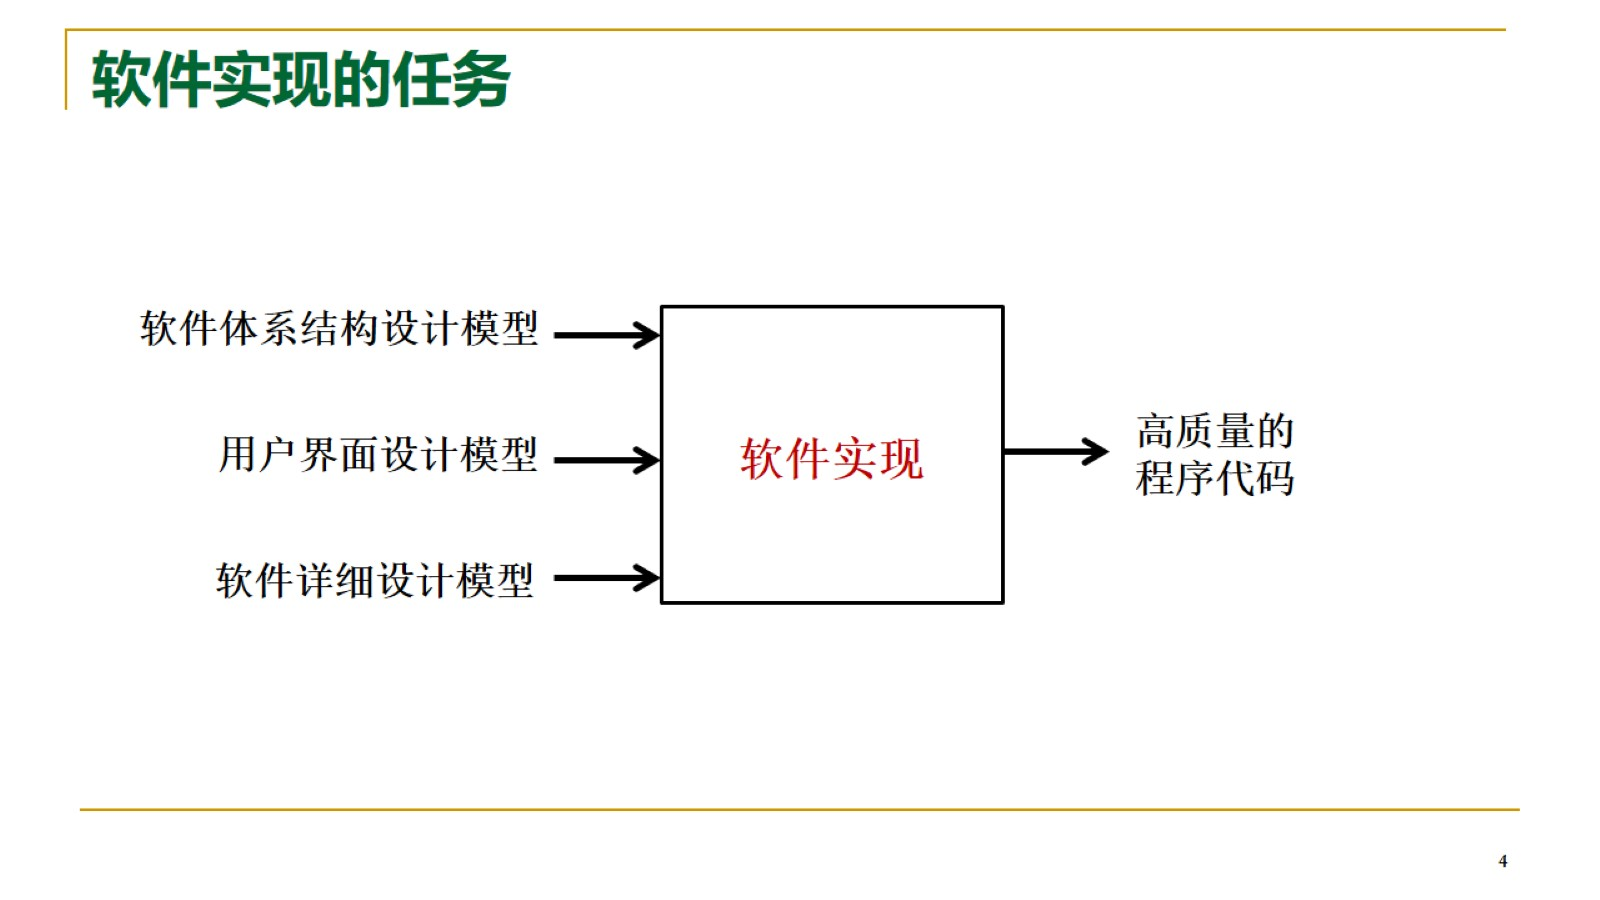 软件实现的任务
软件体系结构设计模型
用户界面设计模型
软件详细设计模型
软件实现
高质量的
程序代码
4